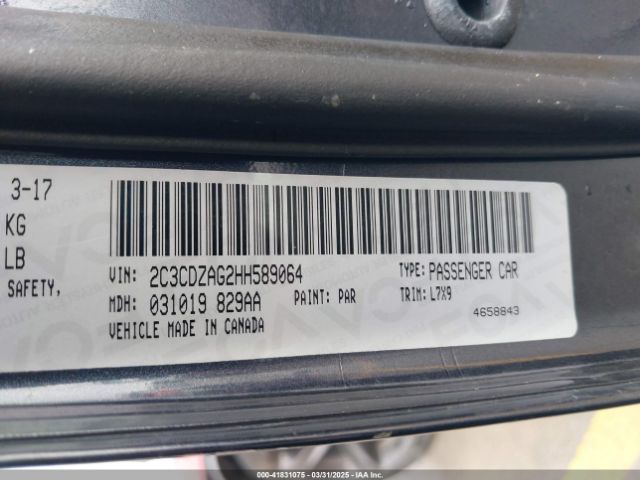 3-17
KG
LB
SAFETY,
VIN: 2C3CDZAG2HH589064
TYPE: PASSENGER CAR
MDH: 031019 829AA
PAINT: PAR
TRIM: L7X9
VEHICLE MADE IN CANADA
4658843
00-41831075 - 03/31/2025 - IAA Inc.